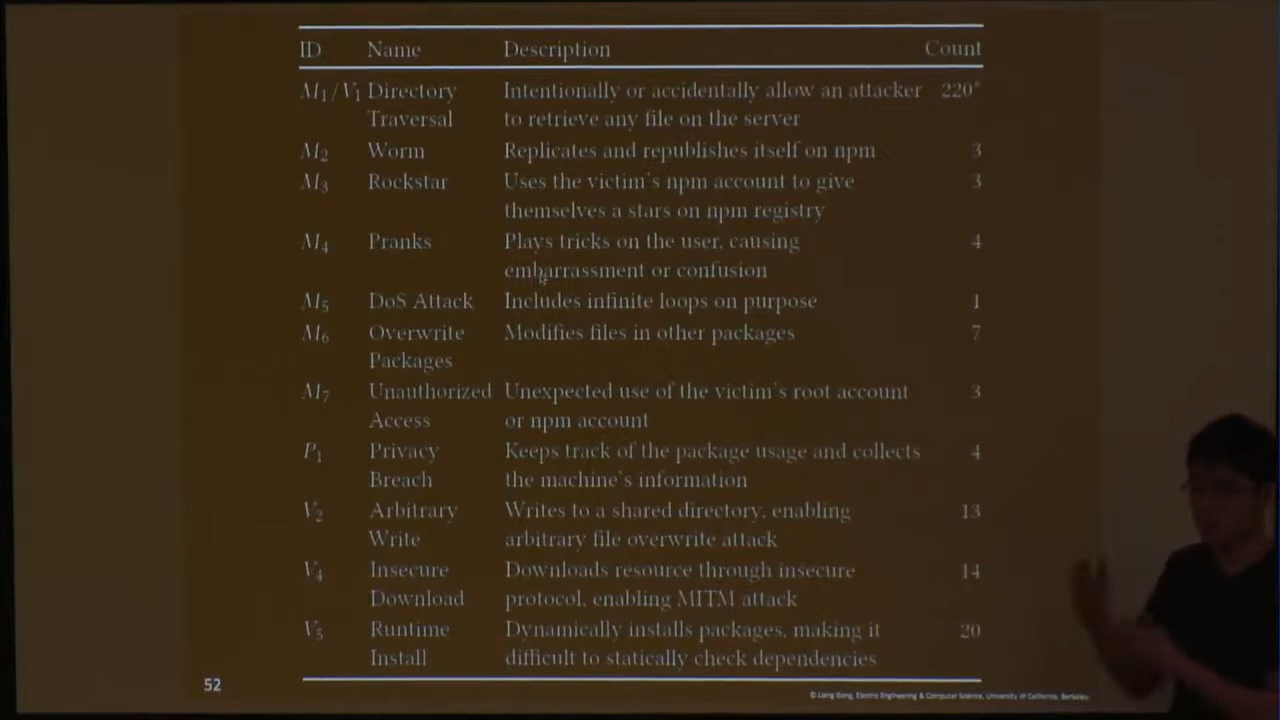 ID Name Description Count
M1/V1 Directory Intentionally or accidentally allow an attacker 220*
Traversal to retrieve any file on the server
M2 Worm Replicates and republishes itself on npm 3
M3 Rockstar Uses the victim's npm account to give 3
themselves a stars on npm registry
M4 Pranks Plays tricks on the user, causing 4
embarrassment or confusion
M5 DoS Attack Includes infinite loops on purpose 1
M6 Overwrite Modifies files in other packages 7
Packages
M7 Unauthorized Unexpected use of the victim's root account 3
Access or npm account
P1 Privacy Keeps track of the package usage and collects 4
Breach the machine's information
V2 Arbitrary Writes to a shared directory, enabling 13
Write arbitrary file overwrite attack
V4 Insecure Downloads resource through insecure 14
Download protocol, enabling MITM attack
V5 Runtime Dynamically installs packages, making it 20
Install difficult to statically check dependencies
52
© Liang Gong, Electric Engineering & Computer Science, University of California, Berkeley.